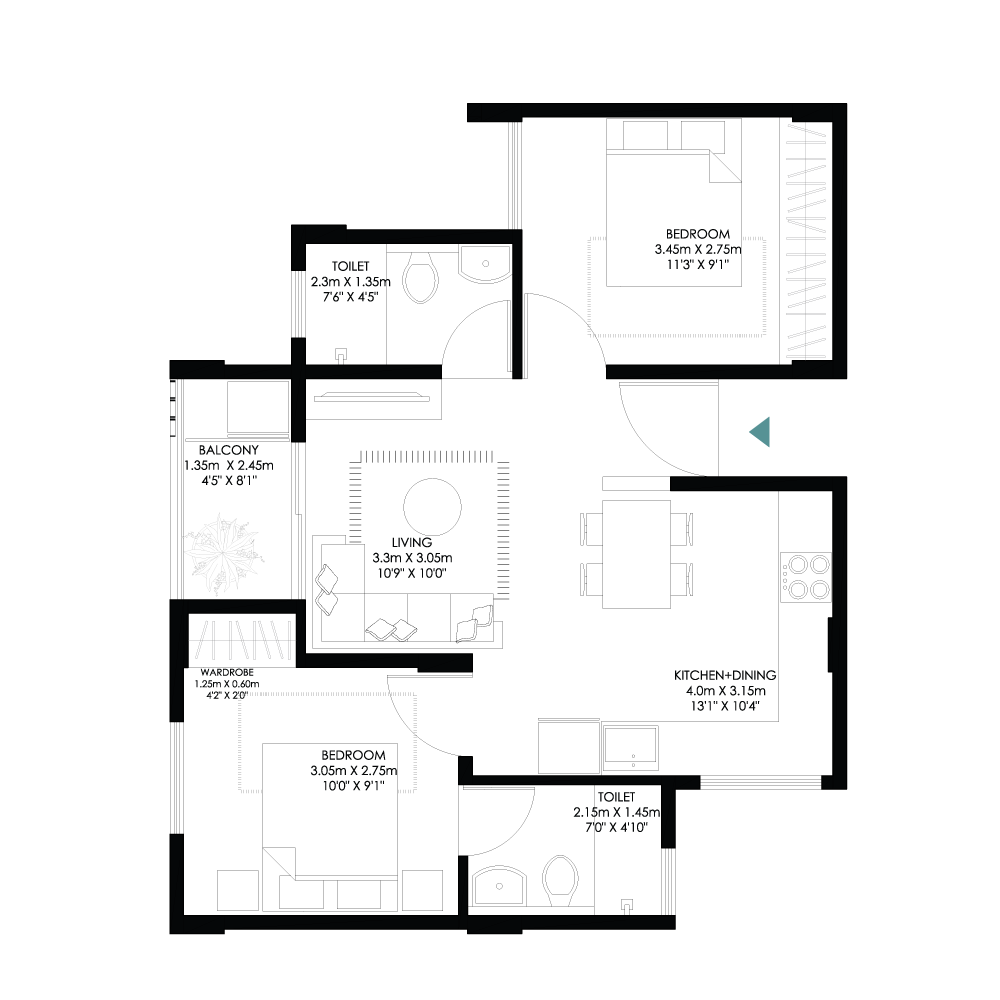 BEDROOM
3.45m X 2.75m
11'3" X 9'1"
TOILET
2.3m X 1.35m
7'6" X 4'5"
BALCONY
1.35m X 2.45m
4'5" X 8'1"
LIVING
3.3m X 3.05m
10'9" X 10'0"
WARDROBE
1.25m X 0.60m
4'2" X 2'0"
KITCHEN+DINING
4.0m X 3.15m
13'1" X 10'4"
BEDROOM
3.05m X 2.75m
10'0" X 9'1"
TOILET
2.15m X 1.45m
7'0" X 4'10"